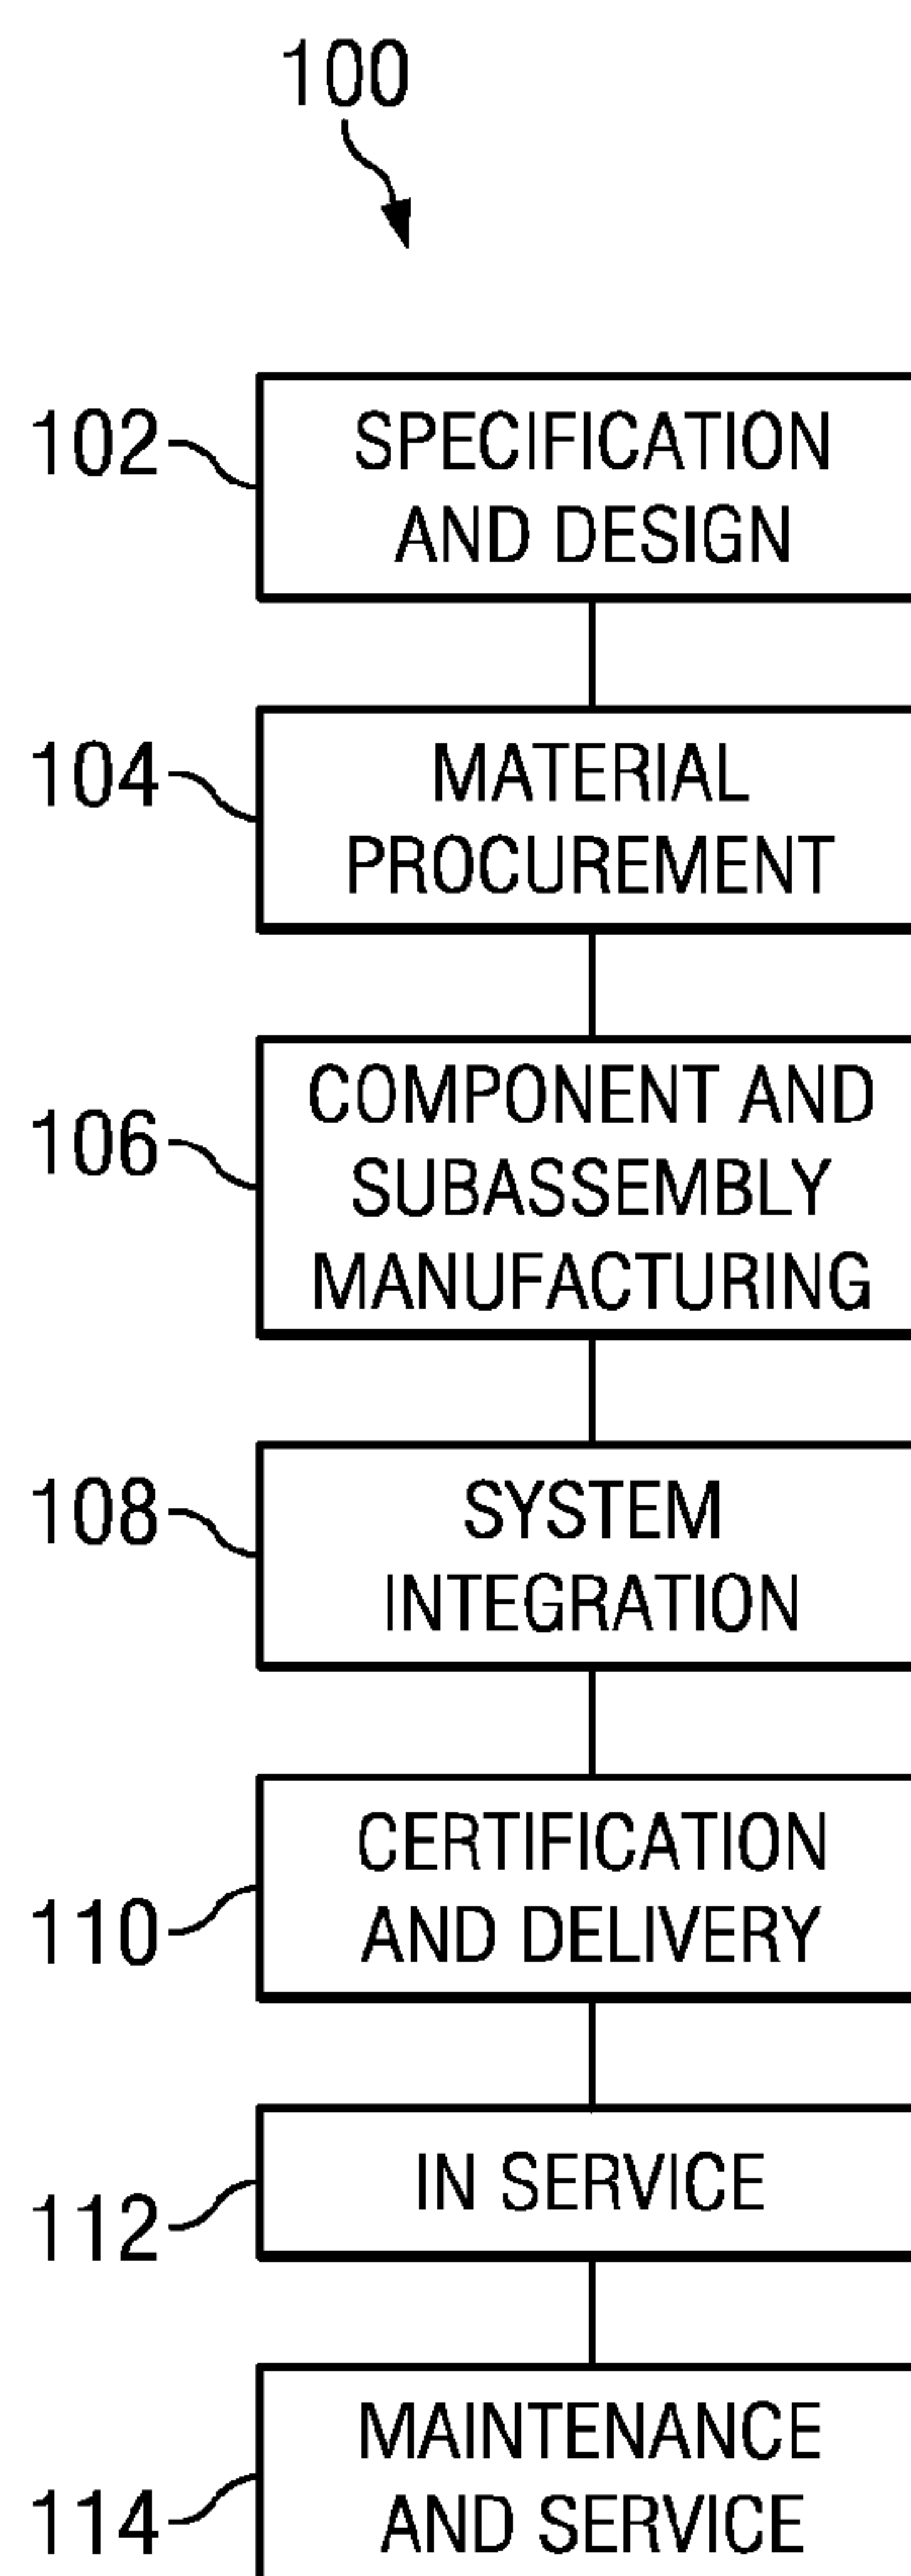 100
102
SPECIFICATION
AND DESIGN
104
MATERIAL
PROCUREMENT
106
COMPONENT AND
SUBASSEMBLY
MANUFACTURING
108
SYSTEM
INTEGRATION
110
CERTIFICATION
AND DELIVERY
112
IN SERVICE
114
MAINTENANCE
AND SERVICE